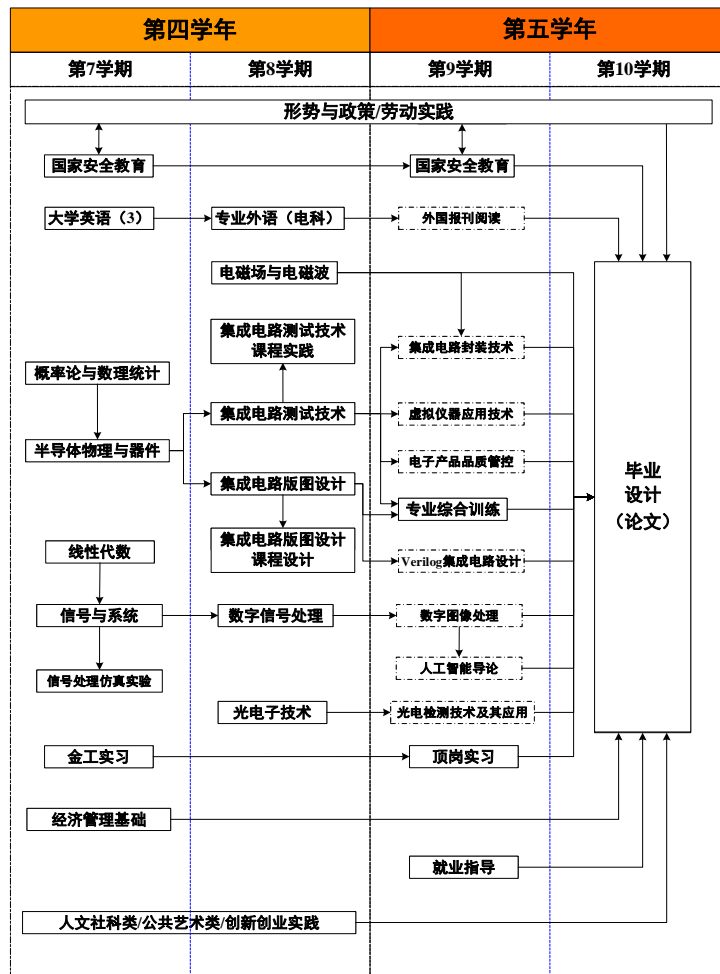 第四学年
第五学年
第7学期
第8学期
第9学期
第10学期
形势与政策/劳动实践
国家安全教育
国家安全教育
大学英语（3）
专业外语（电科）
外国报刊阅读
电磁场与电磁波
集成电路测试技术
课程实践
集成电路封装技术
概率论与数理统计
集成电路测试技术
虚拟仪器应用技术
半导体物理与器件
电子产品品质管控
集成电路版图设计
专业综合训练
毕业
设计
（论文）
集成电路版图设计
课程设计
线性代数
Verilog集成电路设计
信号与系统
数字信号处理
数字图像处理
信号处理仿真实验
人工智能导论
光电子技术
光电检测技术及其应用
金工实习
顶岗实习
经济管理基础
就业指导
人文社科类/公共艺术类/创新创业实践